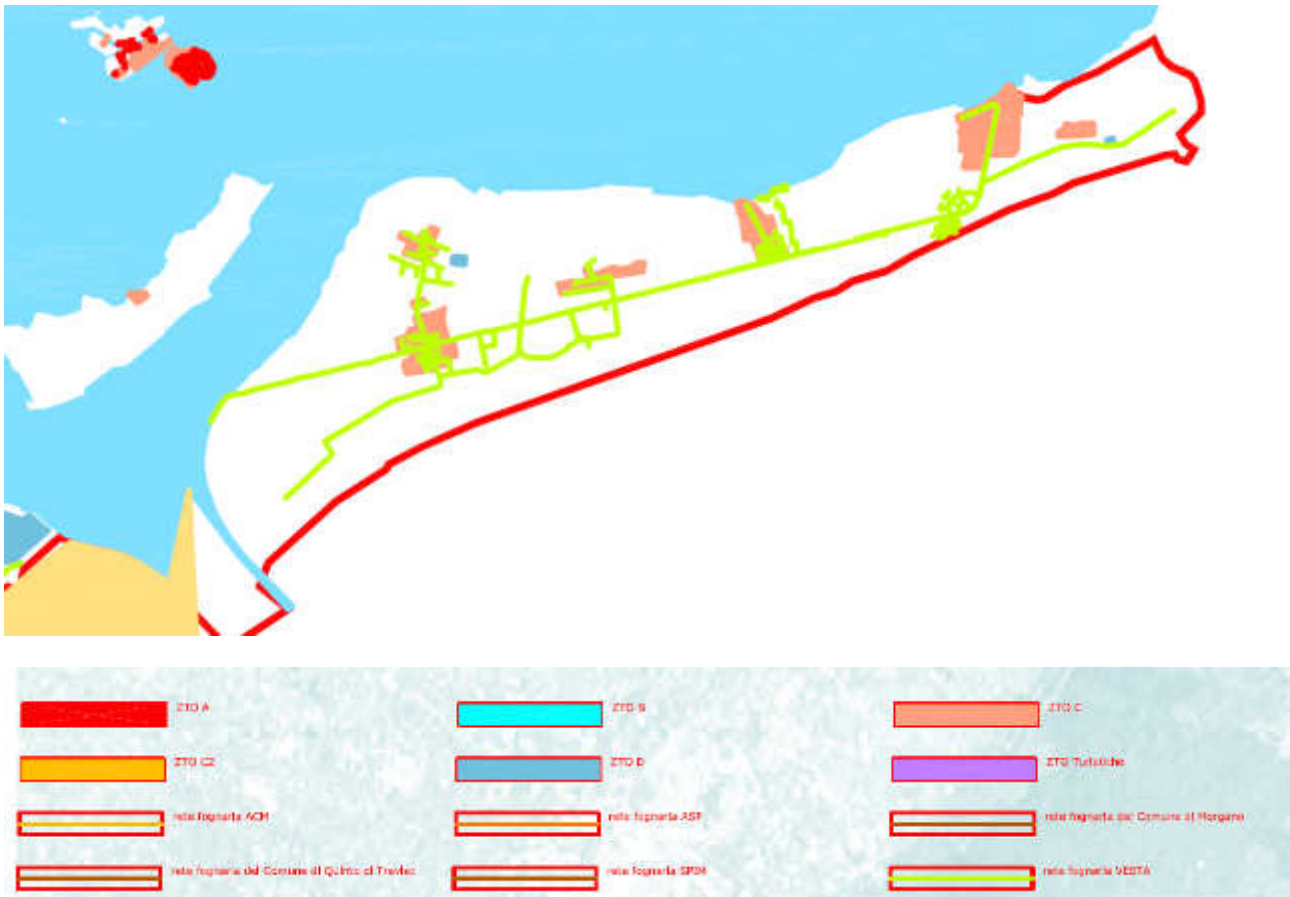 ZTO A
ZTO B
ZTO C
ZTO C2
ZTO D
ZTO Turistiche
rete fognaria ACM
rete fognaria ASP
rete fognaria del Comune di Morgano
rete fognaria del Comune di Quinto di Treviso
rete fognaria SPIM
rete fognaria VESTA